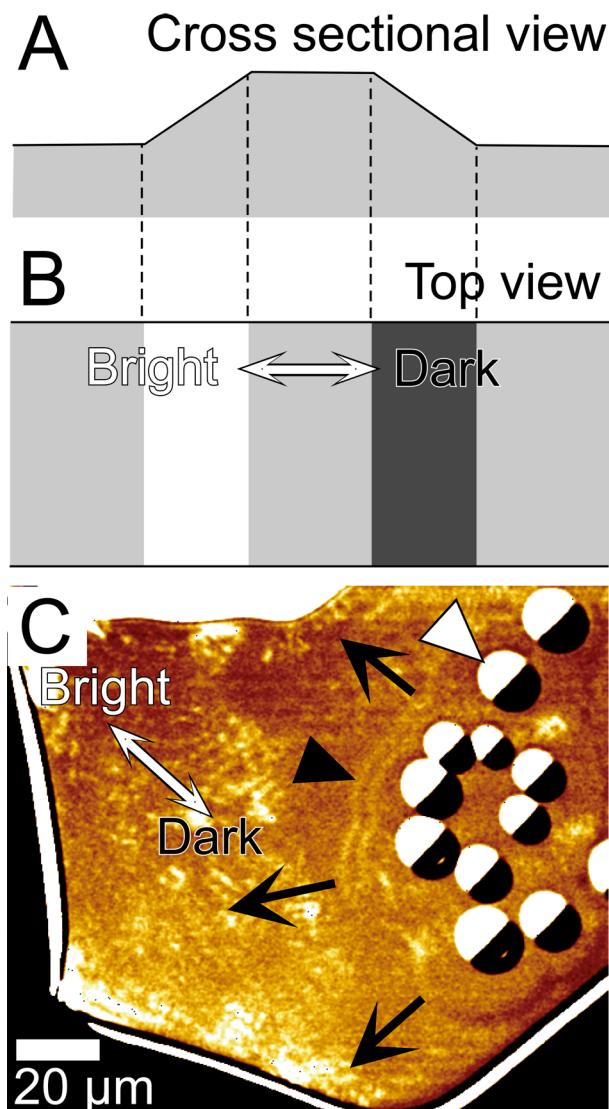 A
Cross sectional view
B
Top view
Bright
Dark
C
Bright
Dark
20 μm